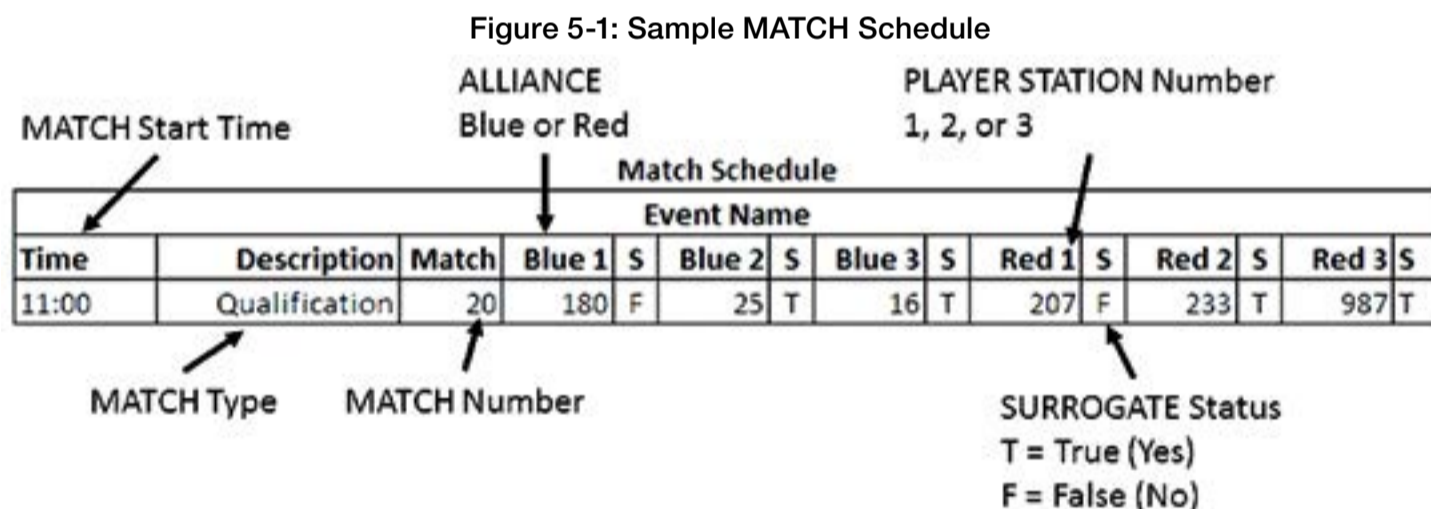 Figure 5-1: Sample MATCH Schedule
ALLIANCE
Blue or Red
PLAYER STATION Number
1, 2, or 3
MATCH Start Time
Match Schedule
Event Name
Time Description Match Blue 1 S Blue 2 S Blue 3 S Red 1 S Red 2 S Red 3 S
11:00 Qualification 20 180 F 25 T 16 T 207 F 233 T 987 T
MATCH Type
MATCH Number
SURROGATE Status
T = True (Yes)
F = False (No)